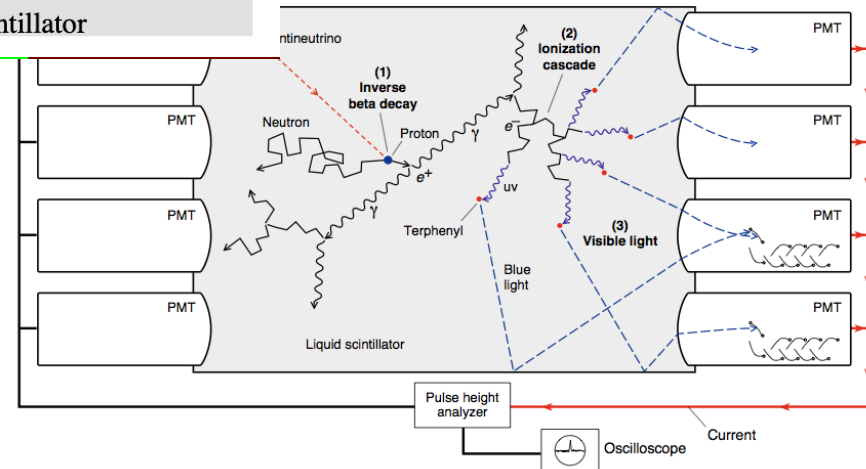 ntillator
ntineutrino
(1)
Inverse
beta decay
(2)
Ionization
cascade
PMT
PMT
Neutron
Proton
γ
e⁻
PMT
e⁺
uv
PMT
γ
Terphenyl
(3)
Visible light
PMT
Blue
light
PMT
PMT
Liquid scintillator
Pulse height
analyzer
Current
Oscilloscope